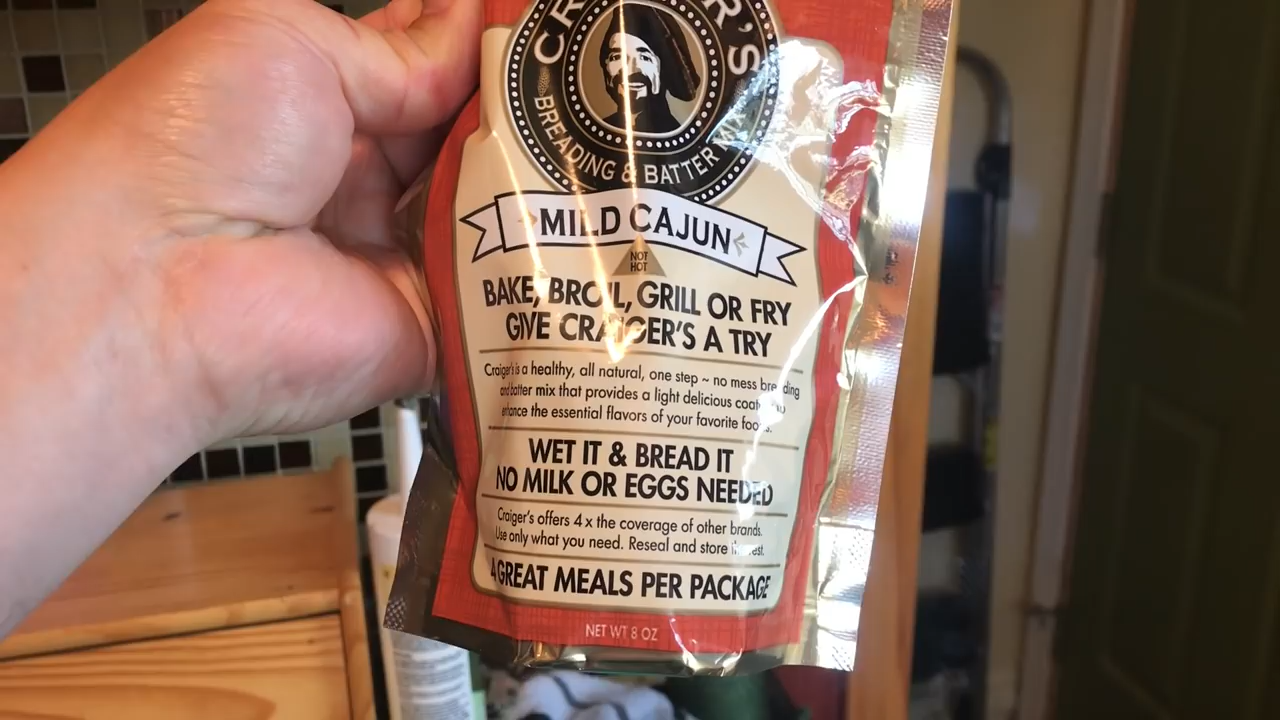 CRAIGER'S
BREADING & BATTER MIX
MILD CAJUN
NOT
HOT
BAKE, BROIL, GRILL OR FRY
GIVE CRAIGER'S A TRY
Craiger's is a healthy, all natural, one step ~ no mess breading
and batter mix that provides a light delicious to
enhance the essential flavors of your favorite foods.
WET IT & BREAD IT
NO MILK OR EGGS NEEDED
Craiger's offers 4 x the coverage of other brands.
Use only what you need. Reseal and store the rest.
4 GREAT MEALS PER PACKAGE
NET WT 8 OZ